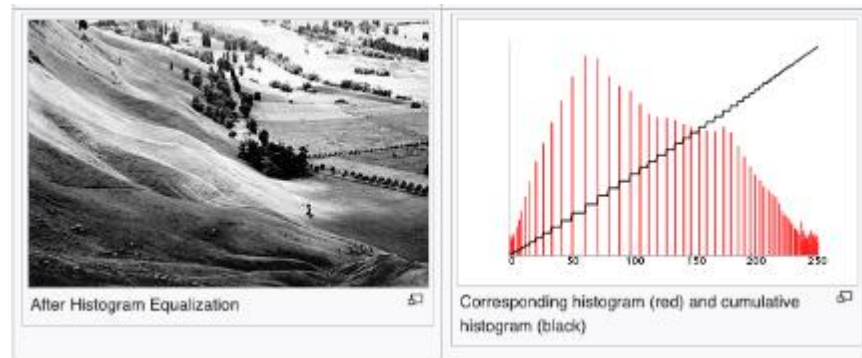 After Histogram Equalization
0 50 100 150 200 250
Corresponding histogram (red) and cumulative
histogram (black)